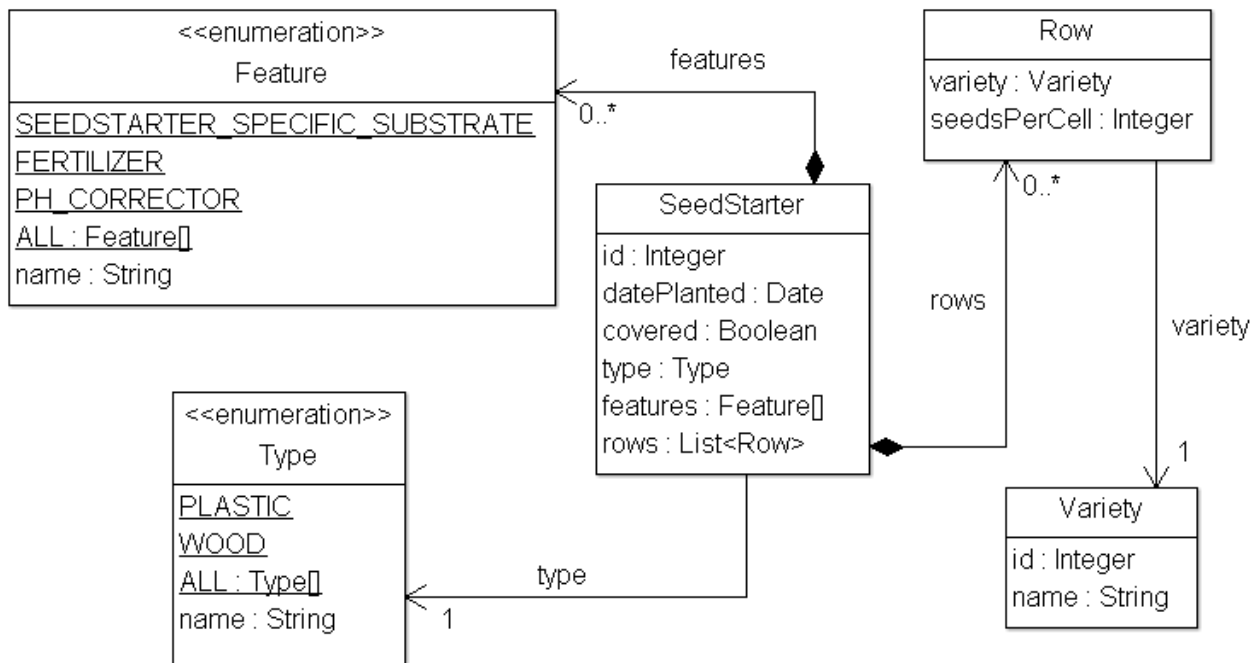 <<enumeration>>
Feature
SEEDSTARTER_SPECIFIC_SUBSTRATE
FERTILIZER
PH_CORRECTOR
ALL : Feature[]
name : String
features
0..*
Row
variety : Variety
seedsPerCell : Integer
0..*
SeedStarter
id : Integer
datePlanted : Date
covered : Boolean
type : Type
features : Feature[]
rows : List<Row>
rows
variety
<<enumeration>>
Type
PLASTIC
WOOD
ALL : Type[]
name : String
type
1
1
Variety
id : Integer
name : String